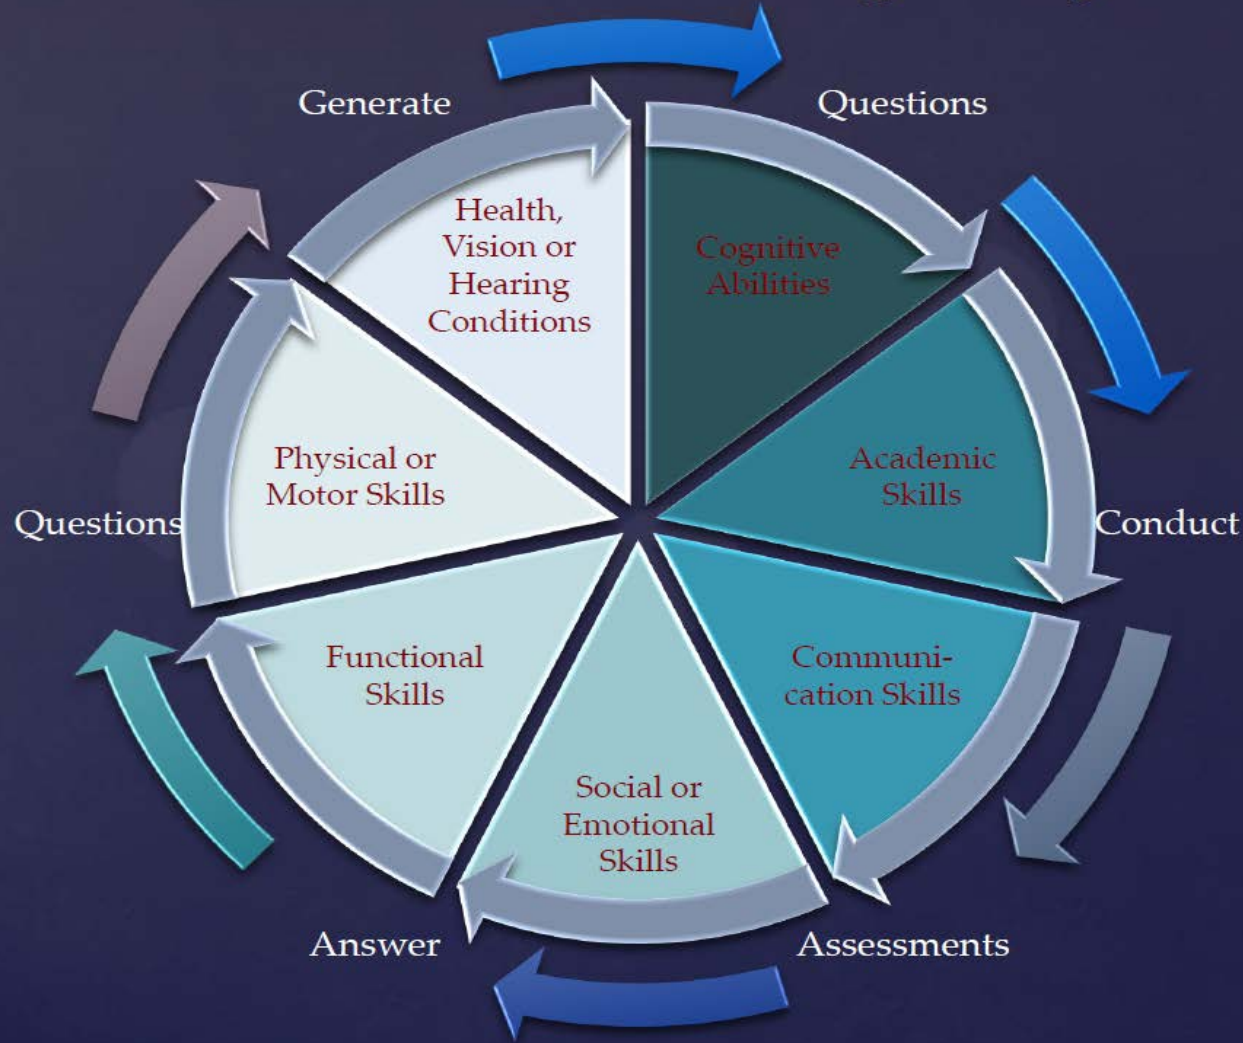 Generate
Questions
Health,
Vision or
Hearing
Conditions
Cognitive
Abilities
Physical or
Motor Skills
Academic
Skills
Questions
Conduct
Functional
Skills
Communi-
cation Skills
Social or
Emotional
Skills
Answer
Assessments